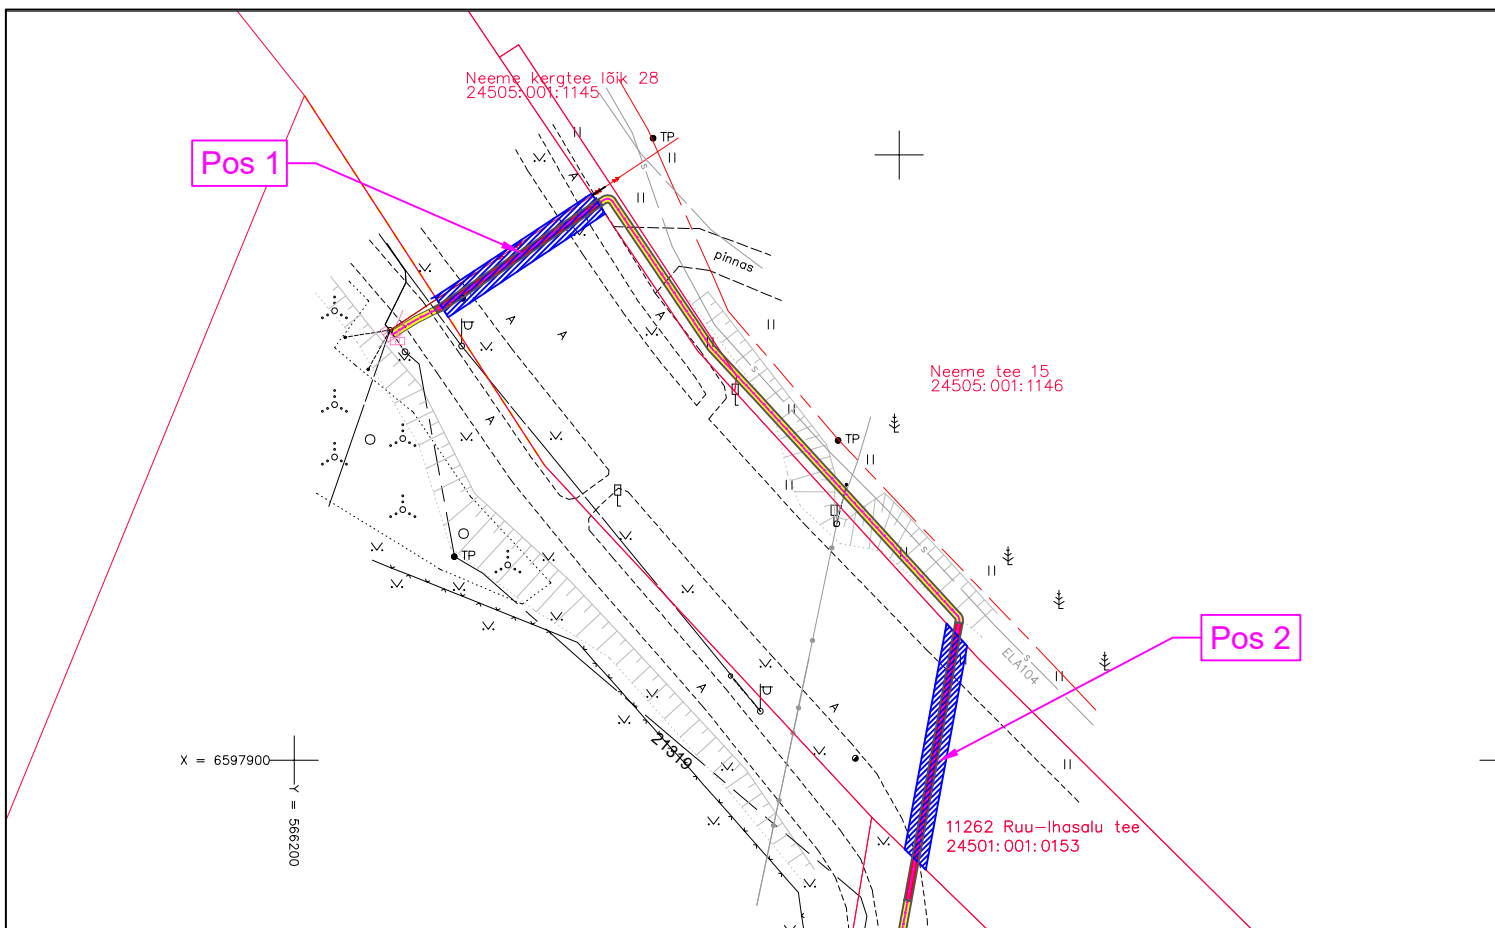 Neeme kergtee lõik 28
24505:001:1145
TP
Pos 1
S
A
pinnas
A
A
A
A
Neeme tee 15
24505:001:1146
S
A
TP
TP
S
S
ELA104
Pos 2
A
A
21319
X = 6597900
Y = 566200
11262 Ruu-Ihasalu tee
24501:001:0153